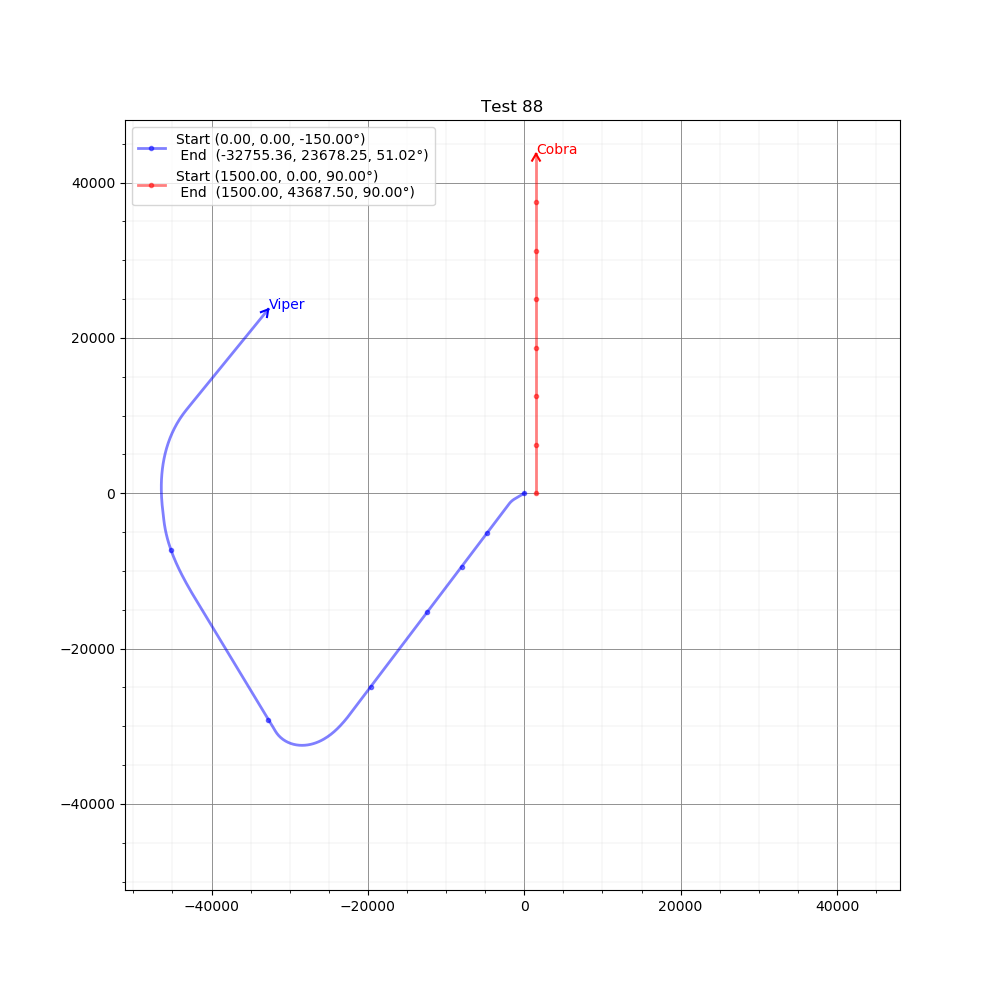 Test 88
Start (0.00, 0.00, -150.00°)
End (-32755.36, 23678.25, 51.02°)
Start (1500.00, 0.00, 90.00°)
End (1500.00, 43687.50, 90.00°)
Cobra
Viper
40000
20000
0
−20000
−40000
−40000
−20000
0
20000
40000